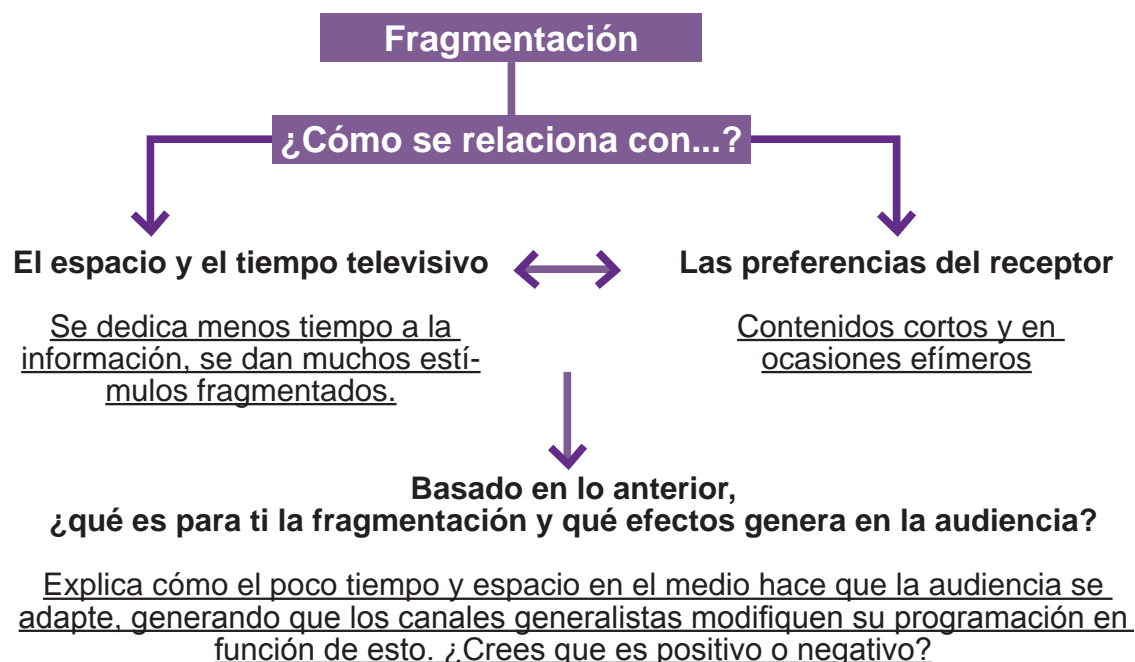 Fragmentación
¿Cómo se relaciona con...?
El espacio y el tiempo televisivo
Se dedica menos tiempo a la
información, se dan muchos estí-
mulos fragmentados.
Las preferencias del receptor
Contenidos cortos y en
ocasiones efímeros
Basado en lo anterior,
¿qué es para ti la fragmentación y qué efectos genera en la audiencia?
Explica cómo el poco tiempo y espacio en el medio hace que la audiencia se
adapte, generando que los canales generalistas modifiquen su programación en
función de esto. ¿Crees que es positivo o negativo?